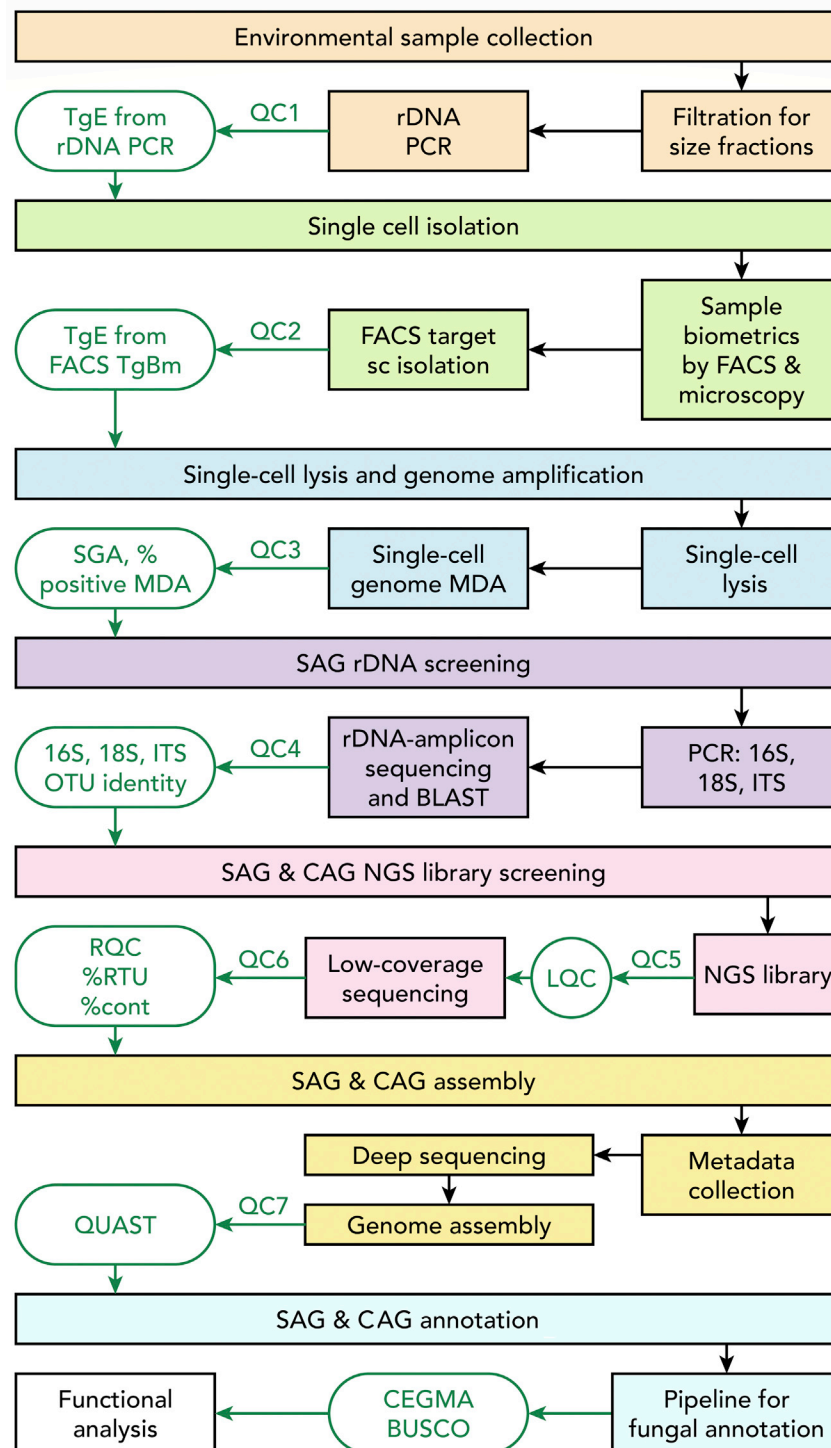 Environmental sample collection
TgE from
rDNA PCR
QC1
rDNA
PCR
Filtration for
size fractions
Single cell isolation
TgE from
FACS TgBm
QC2
FACS target
sc isolation
Sample
biometrics
by FACS &
microscopy
Single-cell lysis and genome amplification
SGA, %
positive MDA
QC3
Single-cell
genome MDA
Single-cell
lysis
SAG rDNA screening
16S, 18S, ITS
OTU identity
QC4
rDNA-amplicon
sequencing
and BLAST
PCR: 16S,
18S, ITS
SAG & CAG NGS library screening
RQC
%RTU
%cont
QC6
Low-coverage
sequencing
LQC
QC5
NGS library
SAG & CAG assembly
Deep sequencing
Metadata
collection
QUAST
QC7
Genome assembly
SAG & CAG annotation
Functional
analysis
CEGMA
BUSCO
Pipeline for
fungal annotation